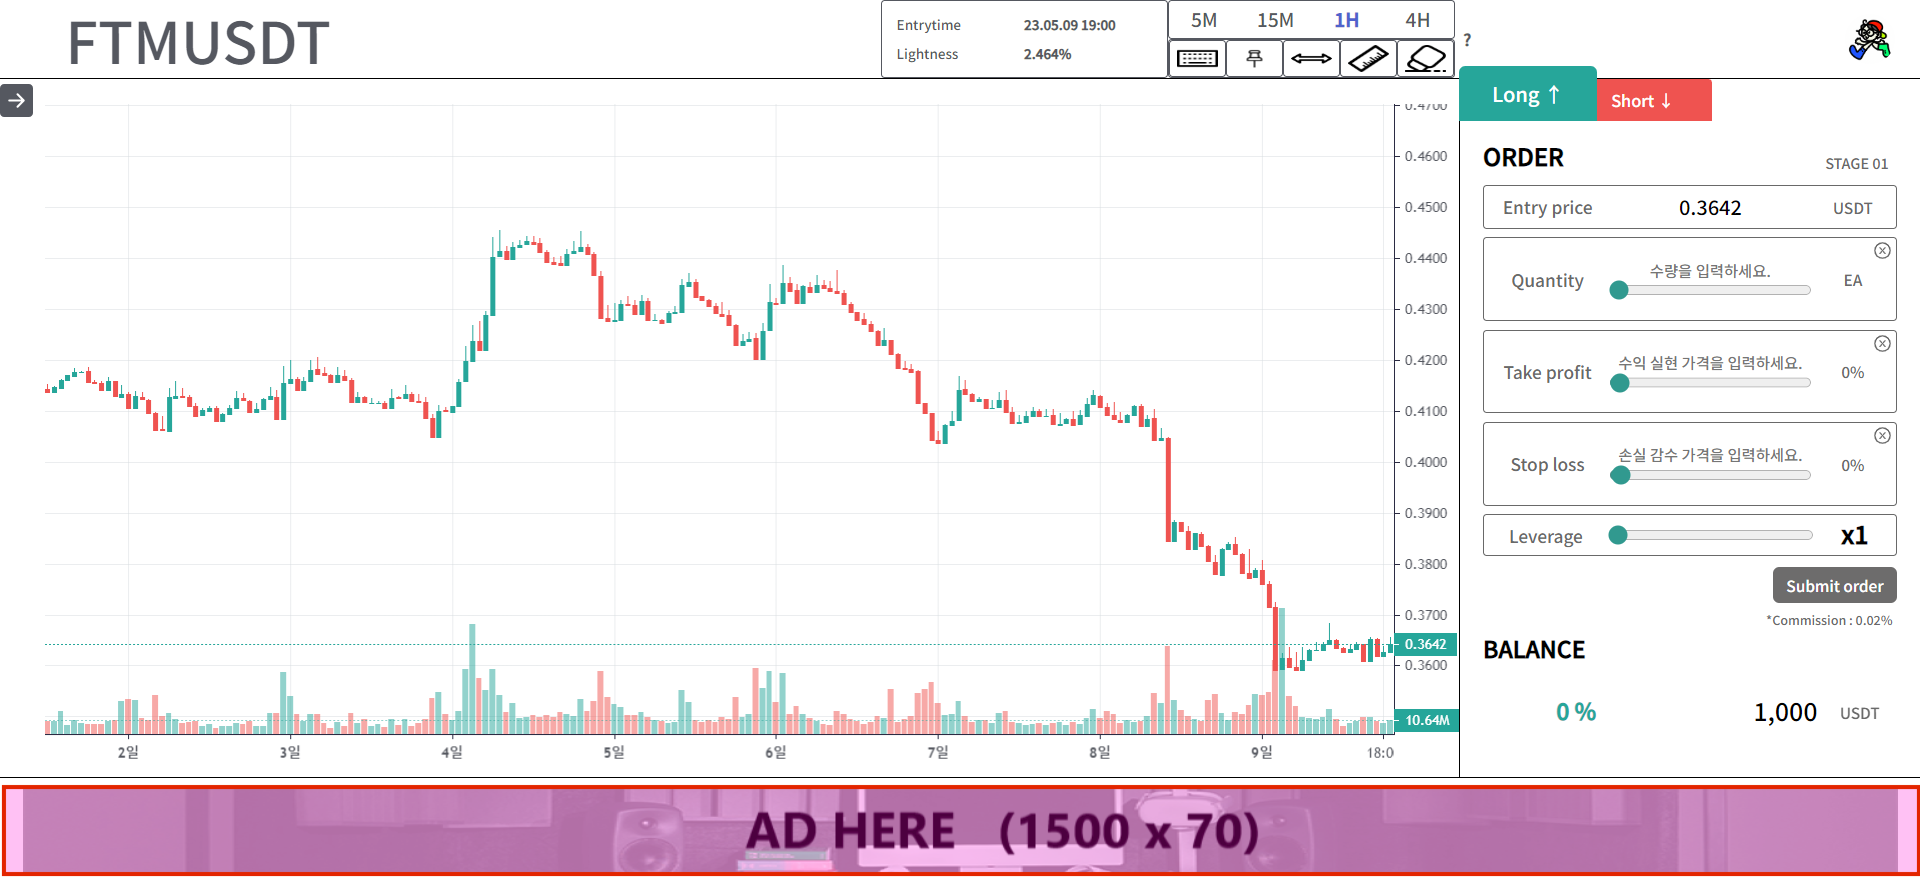 FTMUSDT
Entrytime 23.05.09 19:00
Lightness 2.464%
5M 15M 1H 4H
?
Long ↑
Short ↓
0.4700
0.4600
0.4500
0.4400
0.4300
0.4200
0.4100
0.4000
0.3900
0.3800
0.3700
0.3642
0.3600
10.64M
2일 3일 4일 5일 6일 7일 8일 9일 18:0
ORDER
STAGE 01
Entry price 0.3642 USDT
수량을 입력하세요.
Quantity EA
수익 실현 가격을 입력하세요.
Take profit 0%
손실 감수 가격을 입력하세요.
Stop loss 0%
Leverage x1
Submit order
*Commission : 0.02%
BALANCE
0 % 1,000 USDT
AD HERE (1500 x 70)